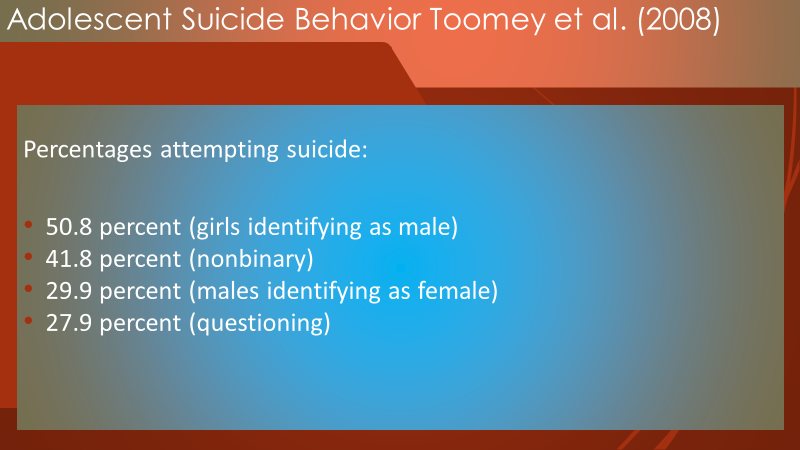 Adolescent Suicide Behavior Toomey et al. (2008)
Percentages attempting suicide:
• 50.8 percent (girls identifying as male)
• 41.8 percent (nonbinary)
• 29.9 percent (males identifying as female)
• 27.9 percent (questioning)